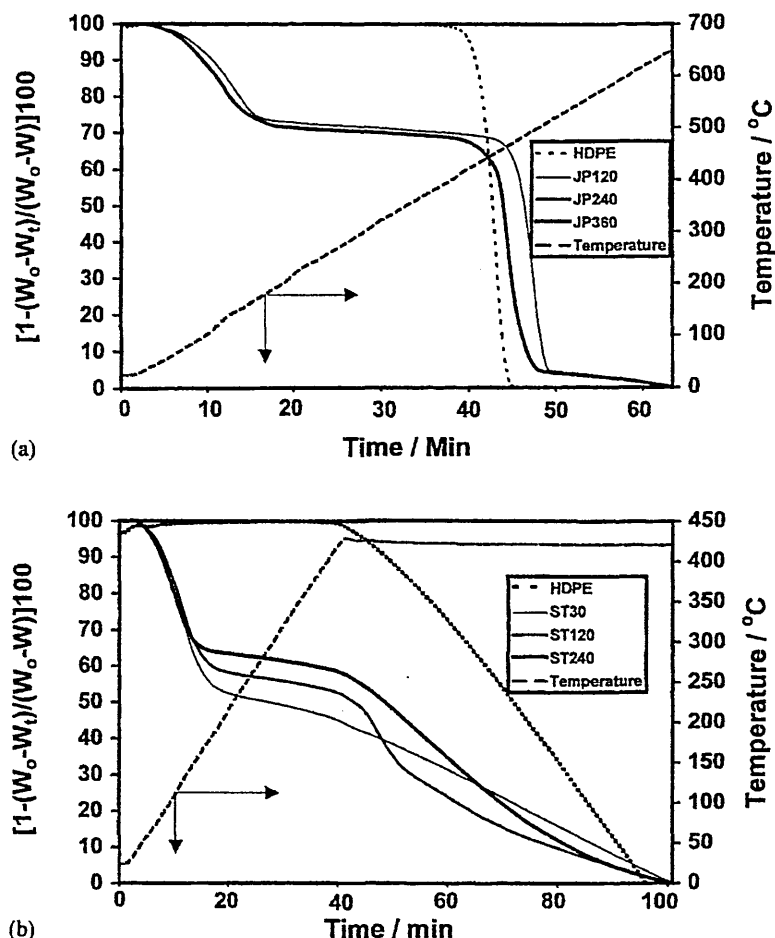 100
90
80
70
60
50
40
30
20
10
0
[1-(Wo-Wt)/(Wo-W)]100
700
600
500
400
300
200
100
0
Temperature / °C
HDPE
JP120
JP240
JP360
Temperature
0 10 20 30 40 50 60
Time / Min
(a)
100
90
80
70
60
50
40
30
20
10
0
[1-(Wo-Wt)/(Wo-W)]100
450
400
350
300
250
200
150
100
50
0
Temperature / °C
HDPE
ST30
ST120
ST240
Temperature
0 20 40 60 80 100
Time / min
(b)